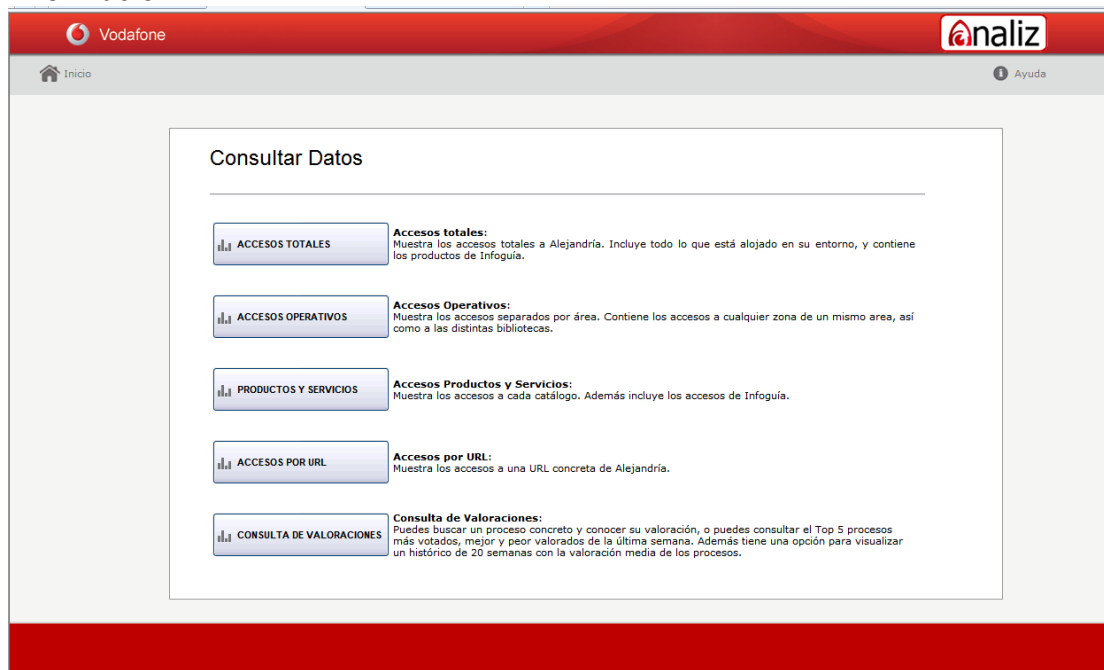 Vodafone
analiz
Inicio
Ayuda
Consultar Datos
ACCESOS TOTALES
Accesos totales:
Muestra los accesos totales a Alejandría. Incluye todo lo que está alojado en su entorno, y contiene
los productos de Infoguía.
ACCESOS OPERATIVOS
Accesos Operativos:
Muestra los accesos separados por área. Contiene los accesos a cualquier zona de un mismo area, así
como a las distintas bibliotecas.
PRODUCTOS Y SERVICIOS
Accesos Productos y Servicios:
Muestra los accesos a cada catálogo. Además incluye los accesos de Infoguía.
ACCESOS POR URL
Accesos por URL:
Muestra los accesos a una URL concreta de Alejandría.
CONSULTA DE VALORACIONES
Consulta de Valoraciones:
Puedes buscar un proceso concreto y conocer su valoración, o puedes consultar el Top 5 procesos
más votados, mejor y peor valorados de la última semana. Además tiene una opción para visualizar
un histórico de 20 semanas con la valoración media de los procesos.